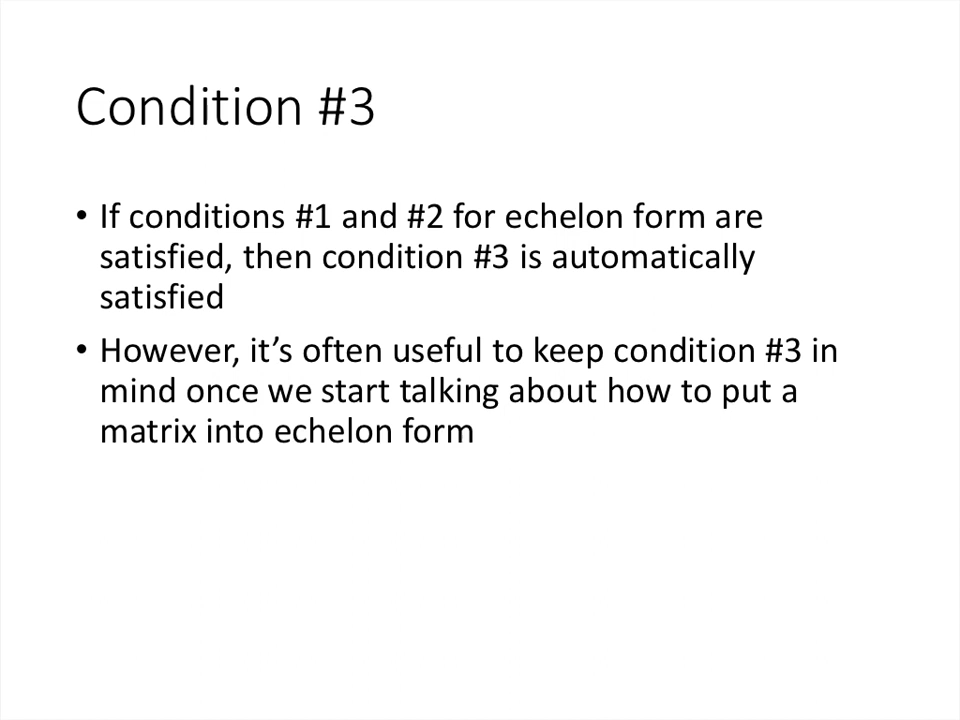 Condition #3
• If conditions #1 and #2 for echelon form are
satisfied, then condition #3 is automatically
satisfied
• However, it’s often useful to keep condition #3 in
mind once we start talking about how to put a
matrix into echelon form